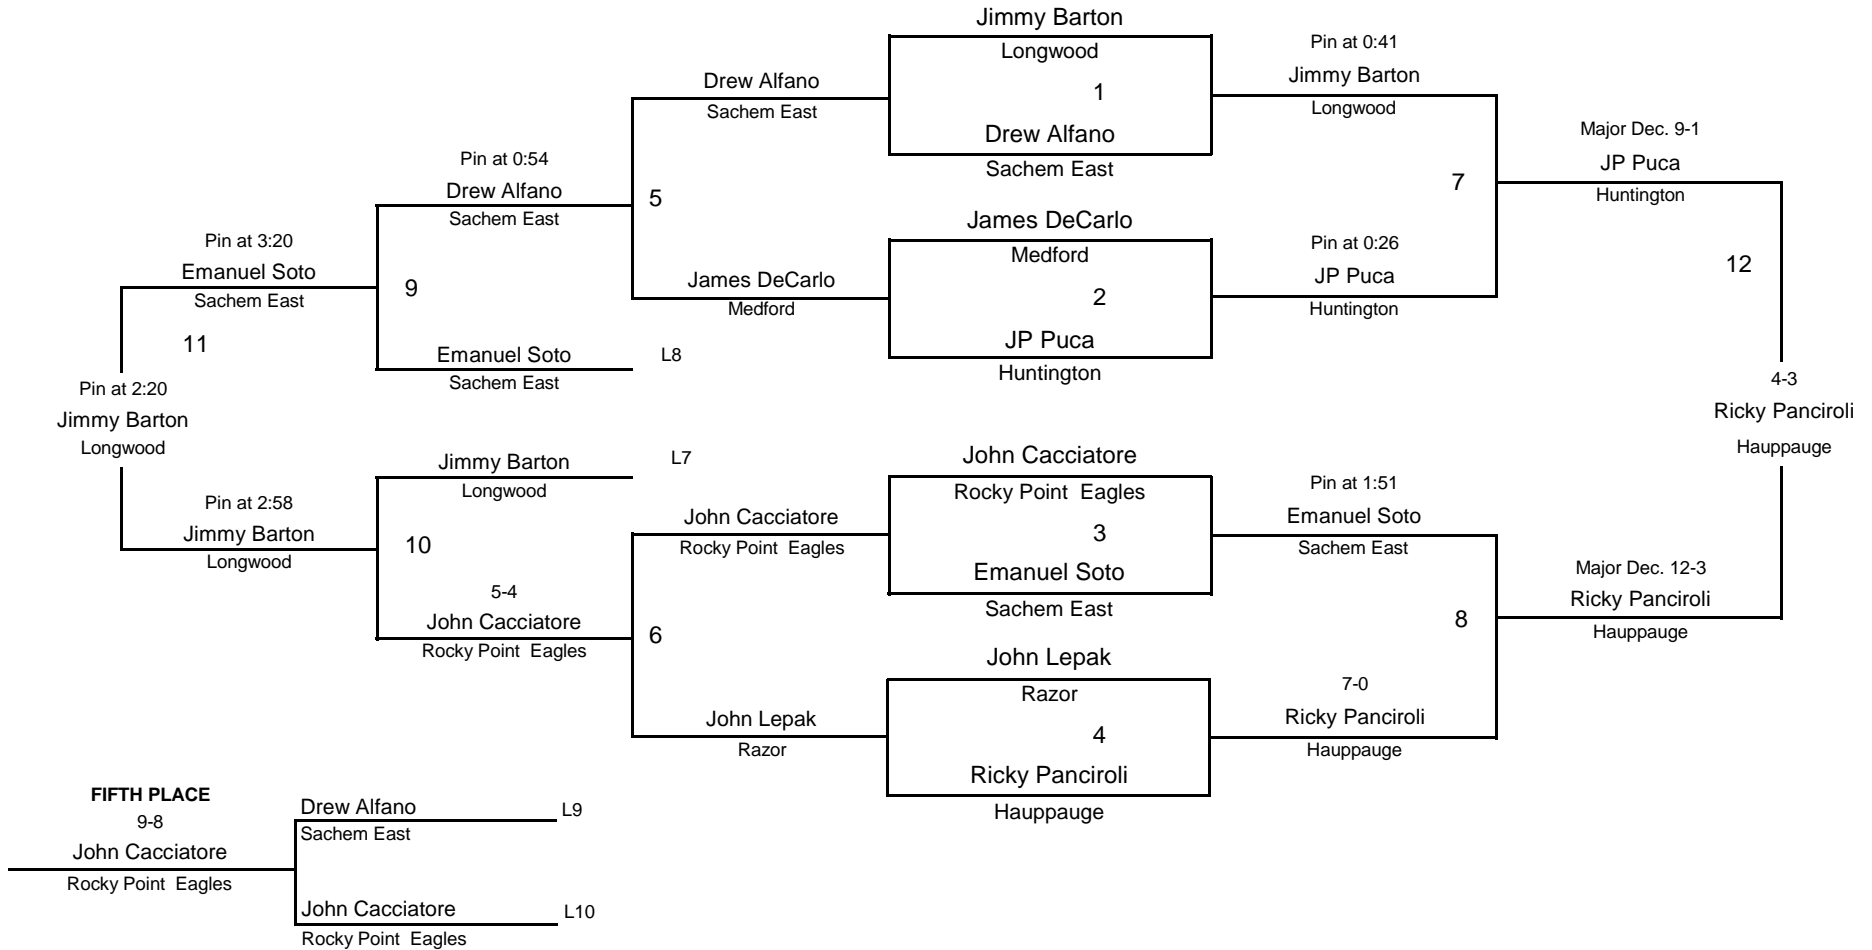 Jimmy Barton
Longwood
1
Drew Alfano
Sachem East
Pin at 0:41
Jimmy Barton
Longwood
Drew Alfano
Sachem East
Major Dec. 9-1
JP Puca
Huntington
7
Pin at 0:54
Drew Alfano
Sachem East
5
James DeCarlo
Medford
2
JP Puca
Huntington
Pin at 0:26
JP Puca
Huntington
12
James DeCarlo
Medford
Pin at 3:20
Emanuel Soto
Sachem East
9
11
Emanuel Soto
Sachem East
L8
Pin at 2:20
Jimmy Barton
Longwood
4-3
Ricky Panciroli
Hauppauge
Jimmy Barton
Longwood
L7
John Cacciatore
Rocky Point  Eagles
3
Emanuel Soto
Sachem East
Pin at 1:51
Emanuel Soto
Sachem East
John Cacciatore
Rocky Point  Eagles
Pin at 2:58
Jimmy Barton
Longwood
10
5-4
John Cacciatore
Rocky Point  Eagles
6
Major Dec. 12-3
Ricky Panciroli
Hauppauge
8
John Lepak
Razor
4
Ricky Panciroli
Hauppauge
7-0
Ricky Panciroli
Hauppauge
John Lepak
Razor
FIFTH PLACE
9-8
John Cacciatore
Rocky Point  Eagles
Drew Alfano
Sachem East
L9
John Cacciatore
Rocky Point  Eagles
L10